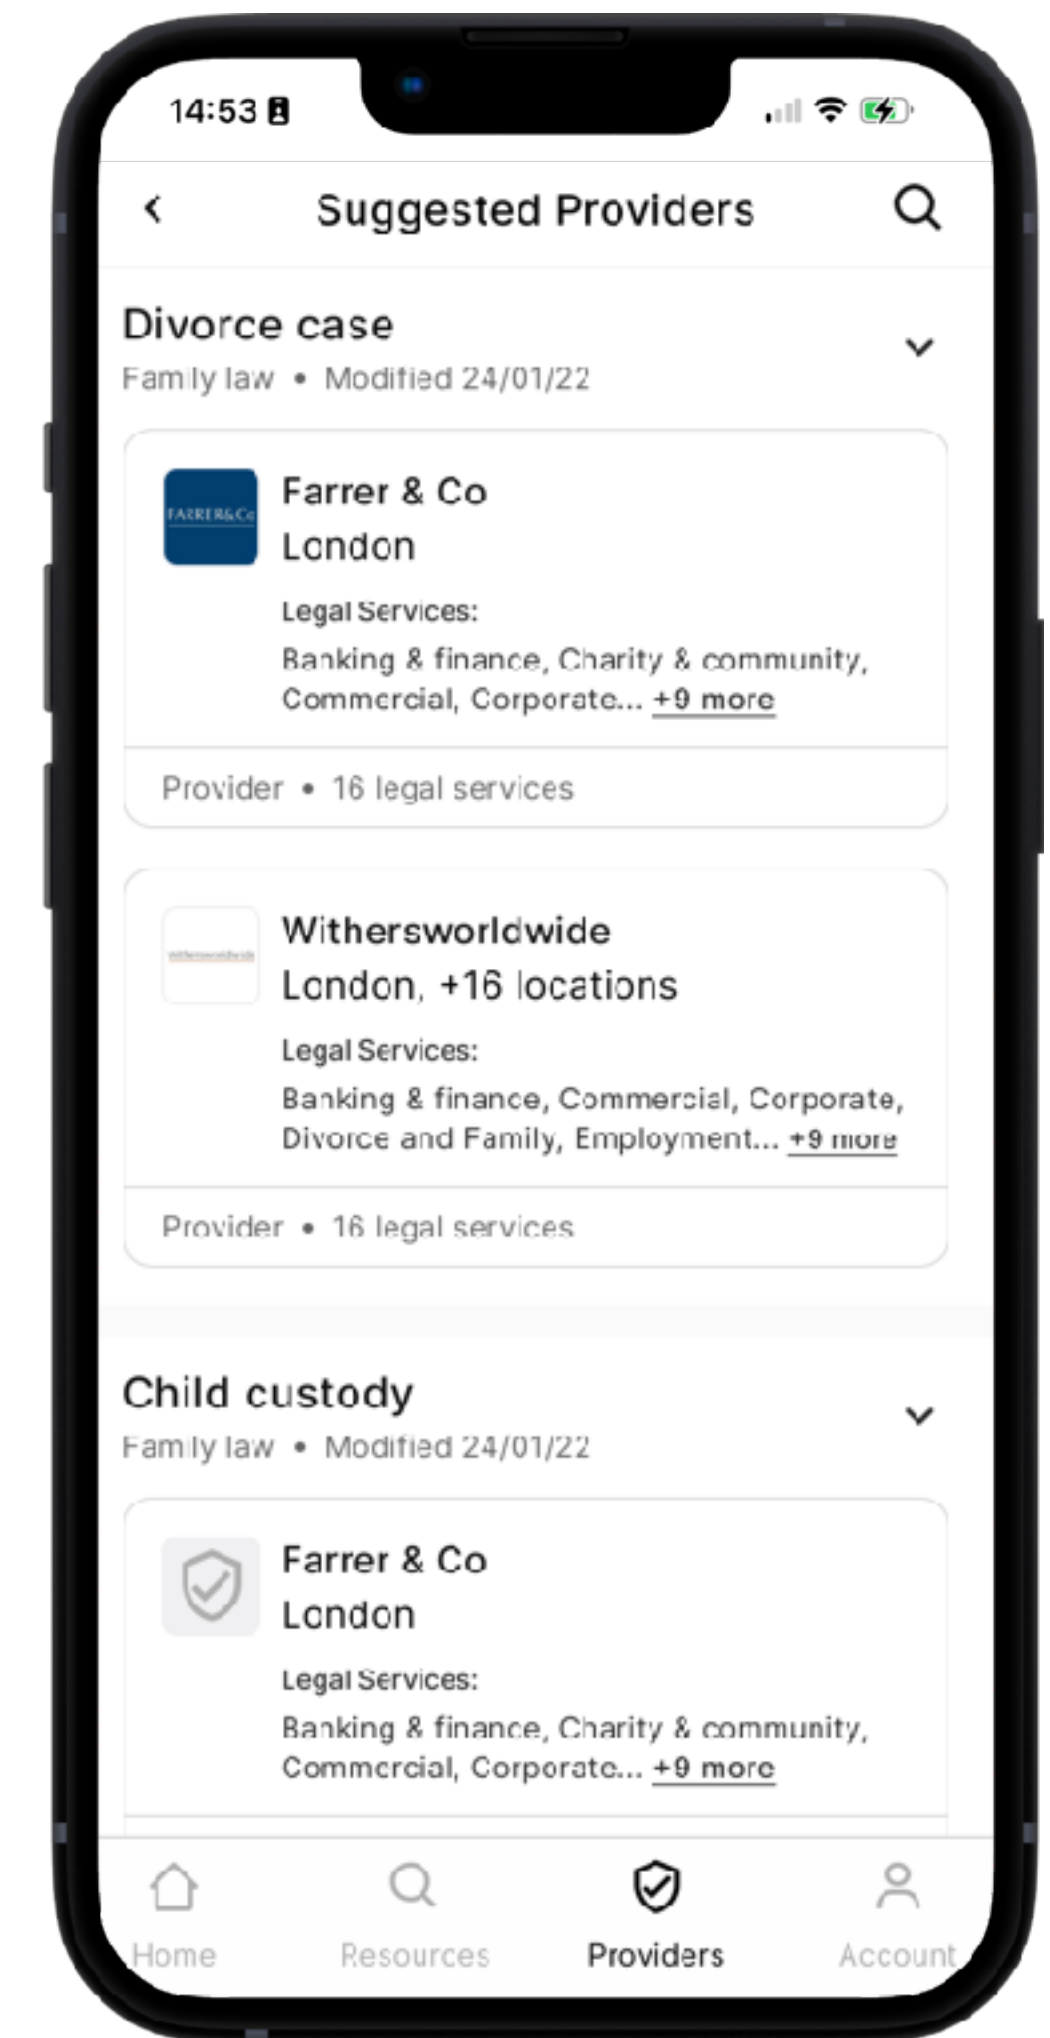 14:53
Suggested Providers
Divorce case
Family law • Modified 24/01/22
FARRER&Co
Farrer & Co
London
Legal Services:
Banking & finance, Charity & community,
Commercial, Corporate... +9 more
Provider • 16 legal services
withersworldwide
Withersworldwide
London, +16 locations
Legal Services:
Banking & finance, Commercial, Corporate,
Divorce and Family, Employment... +9 more
Provider • 16 legal services
Child custody
Family law • Modified 24/01/22
Farrer & Co
London
Legal Services:
Banking & finance, Charity & community,
Commercial, Corporate... +9 more
Home
Resources
Providers
Account